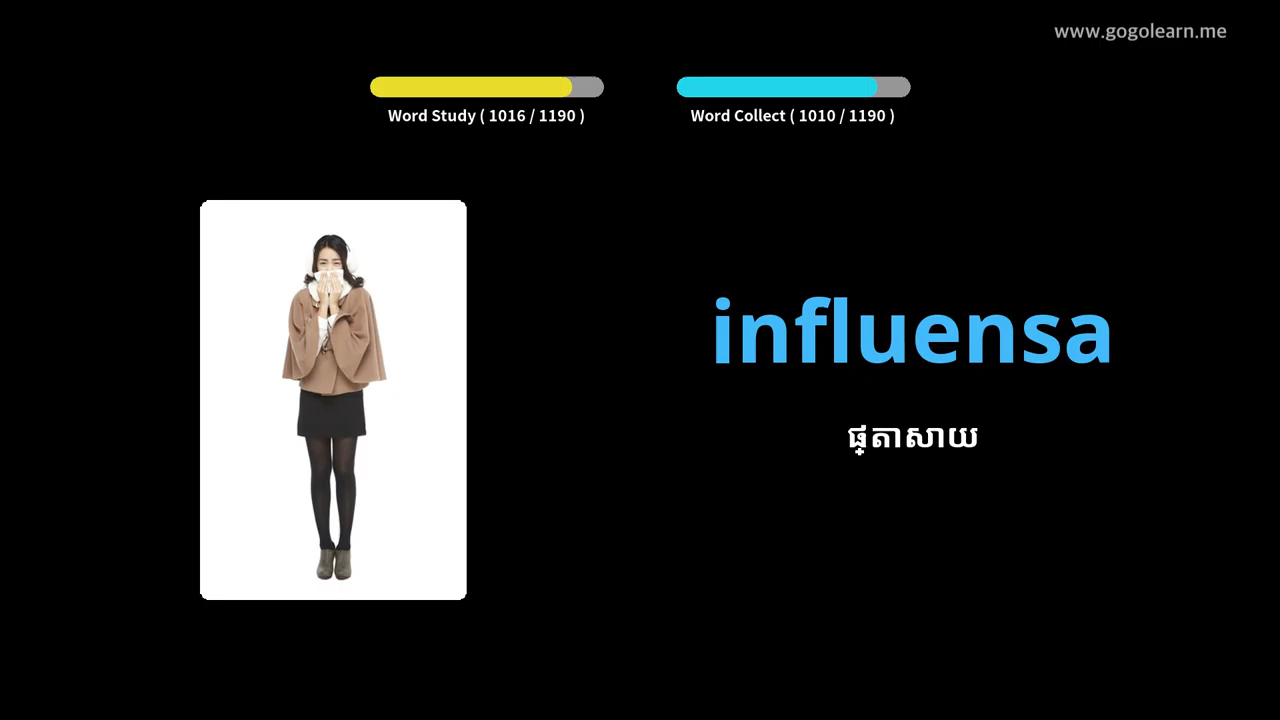 www.gogolearn.me
Word Study ( 1016 / 1190 )
Word Collect ( 1010 / 1190 )
influensa
ផ្តាសាយ